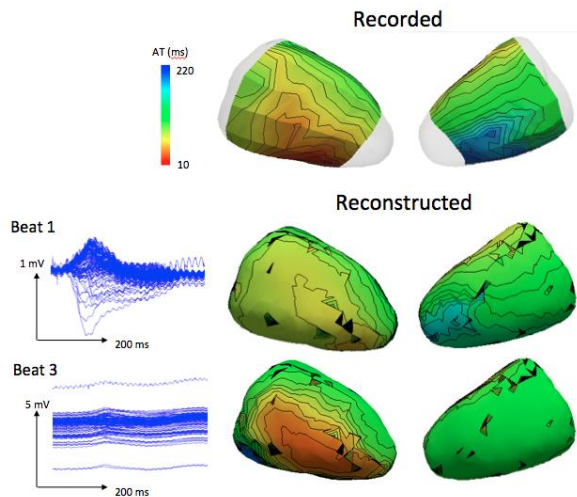 Recorded
AT (ms)
220
10
Reconstructed
Beat 1
1 mV
200 ms
Beat 3
5 mV
200 ms